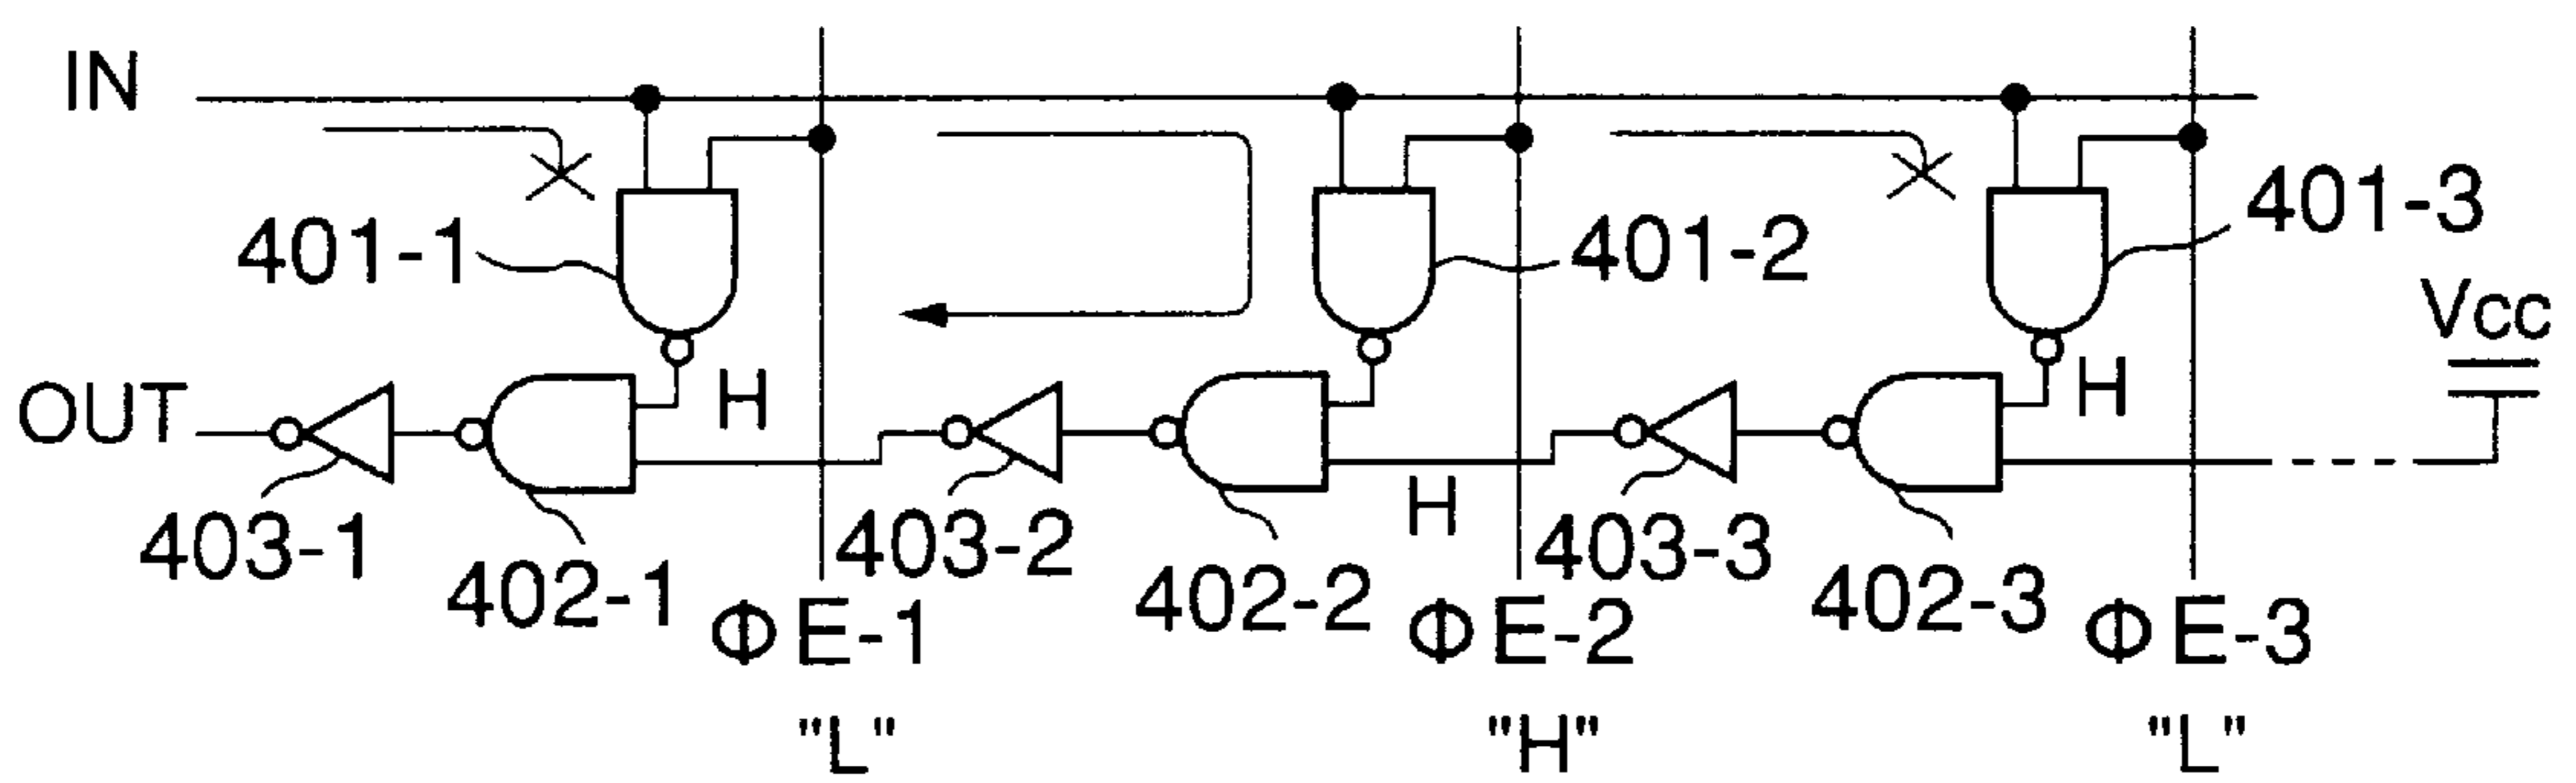 IN
401-1
401-2
401-3
Vcc
OUT
H
H
H
403-1
402-1
403-2
402-2
403-3
402-3
ΦE-1
ΦE-2
ΦE-3
"L"
"H"
"L"